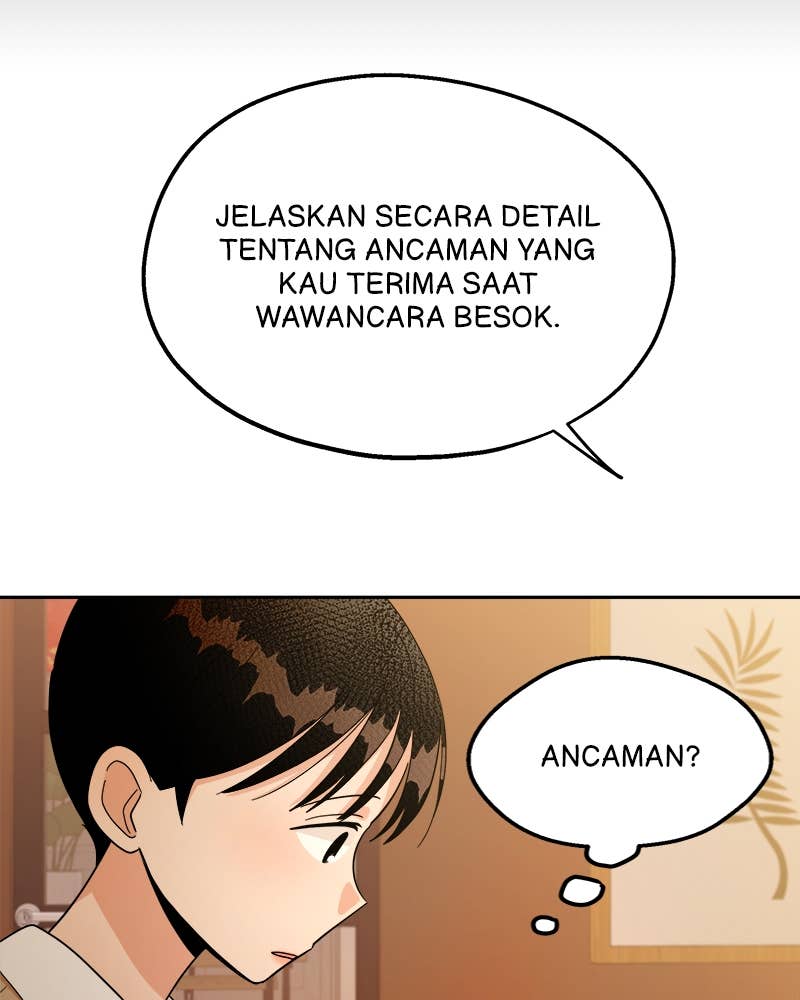 JELASKAN SECARA DETAIL
TENTANG ANCAMAN YANG
KAU TERIMA SAAT
WAWANCARA BESOK.
ANCAMAN?